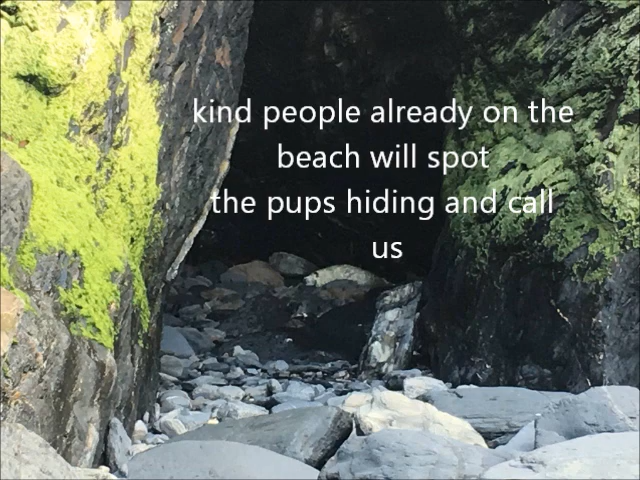 kind people already on the
beach will spot
the pups hiding and call
us